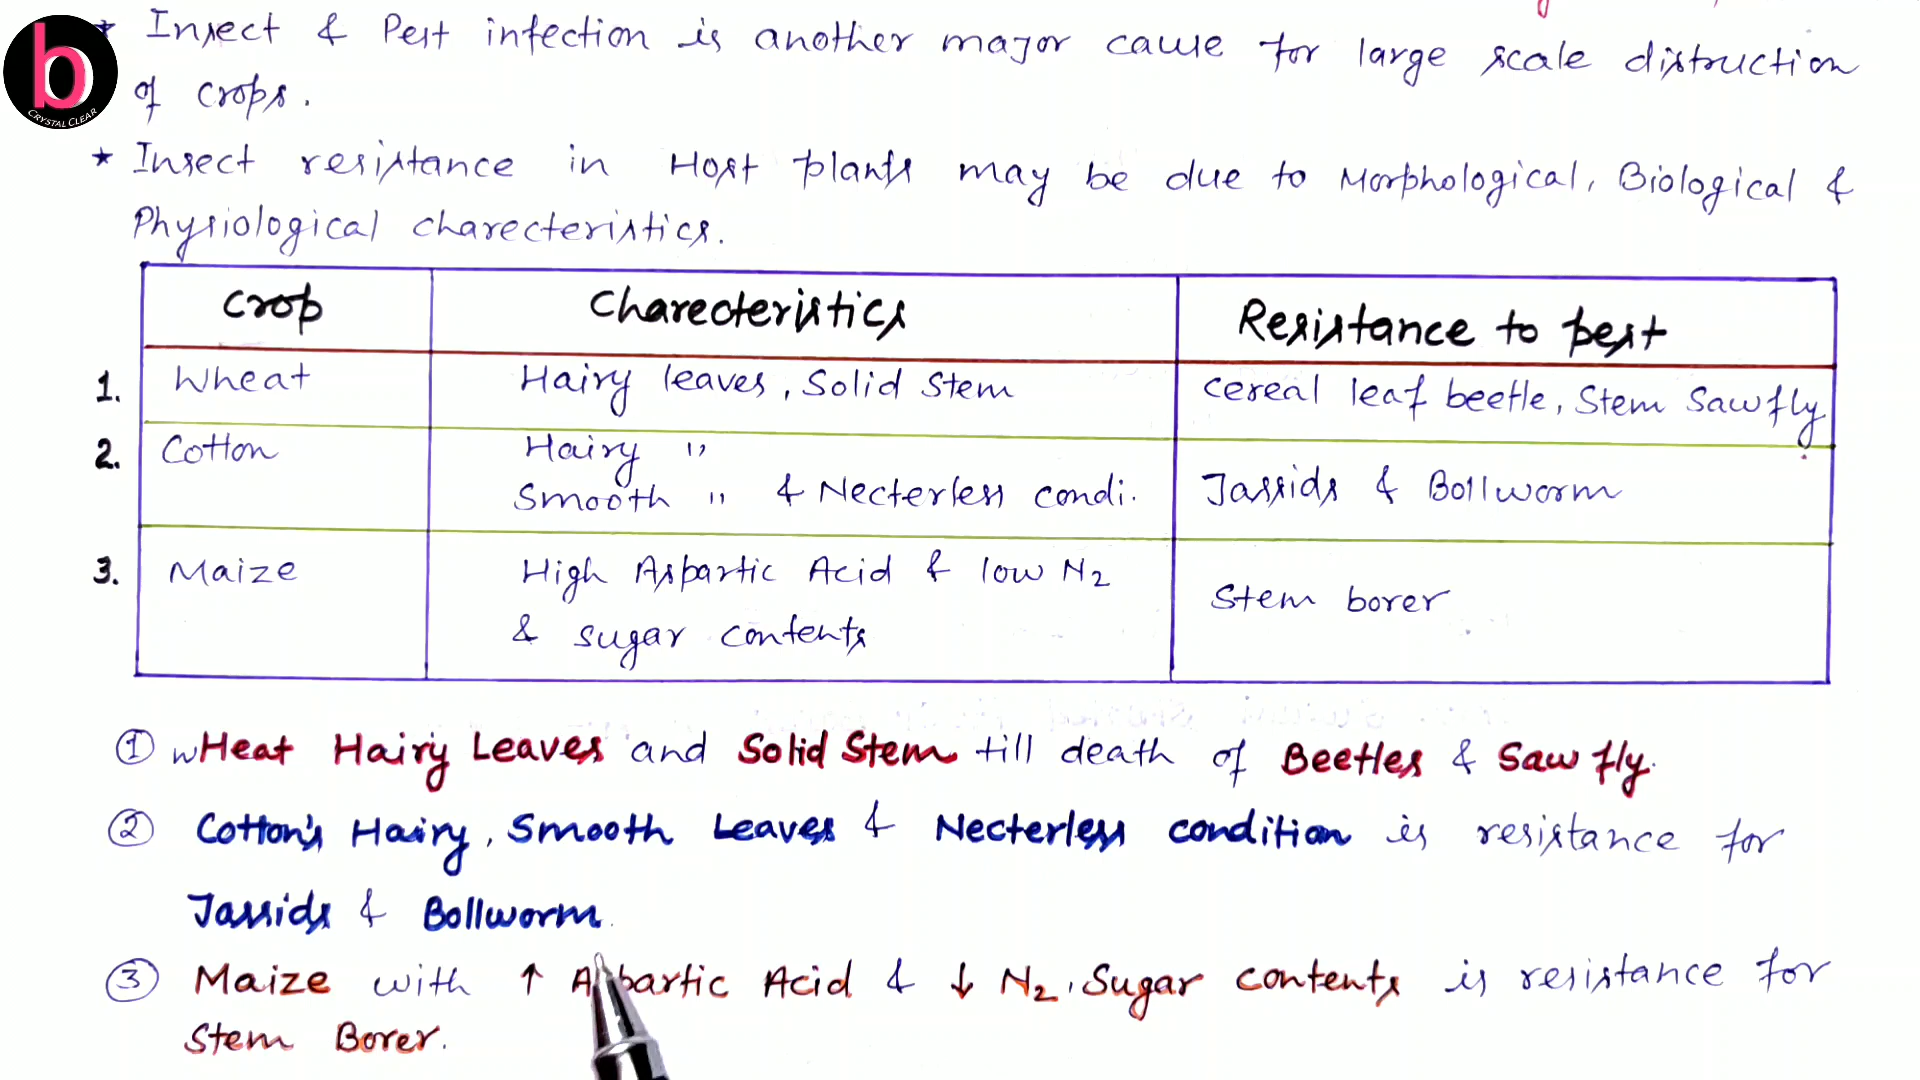 b
CRYSTAL CLEAR
* Insect & Pest infection is another major cause for large scale distruction
of crops.
* Insect resistance in Host plants may be due to Morphological, Biological &
Physiological charecteristics.
Crop Charecteristics Resistance to pest
1. Wheat Hairy leaves, Solid Stem cereal leaf beetle, Stem Sawfly
2. Cotton Hairy "
Smooth " & Necterless condi. Jassids & Bollworm
3. Maize High Aspartic Acid & low N2
& sugar contents Stem borer
① wHeat Hairy Leaves and Solid Stem till death of Beetles & Saw fly.
② Cotton's Hairy, Smooth Leaves & Necterless condition is resistance for
Jassids & Bollworm.
③ Maize with ↑ Aspartic Acid & ↓ N2, Sugar contents is resistance for
Stem Borer.